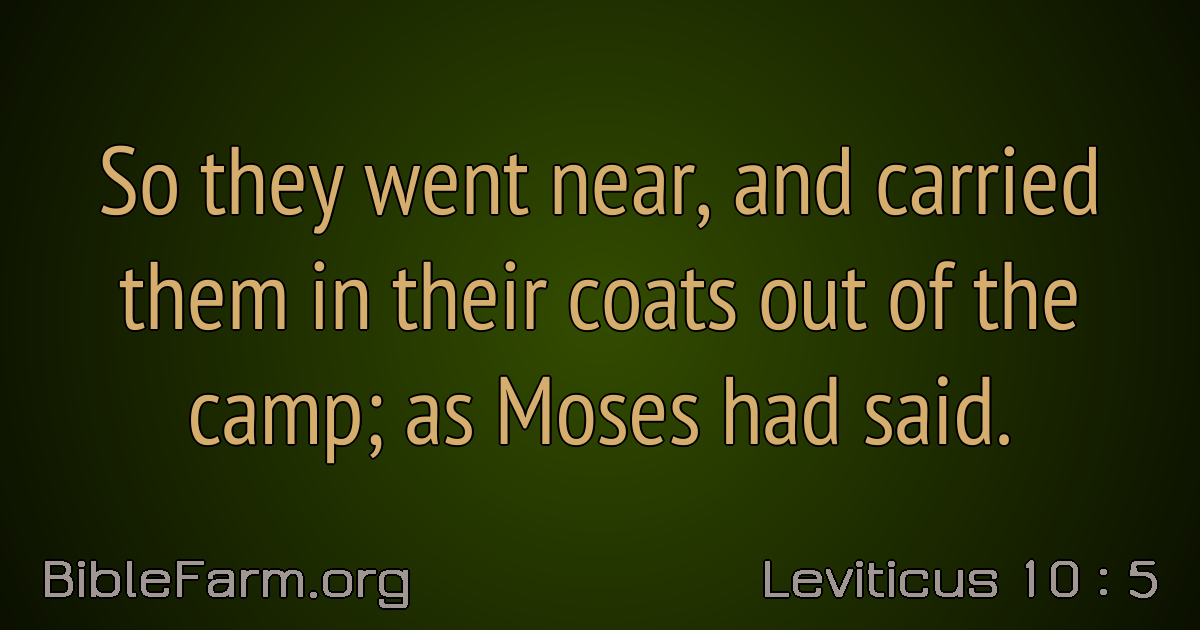 So they went near, and carried
them in their coats out of the
camp; as Moses had said.
BibleFarm.org
Leviticus 10 : 5